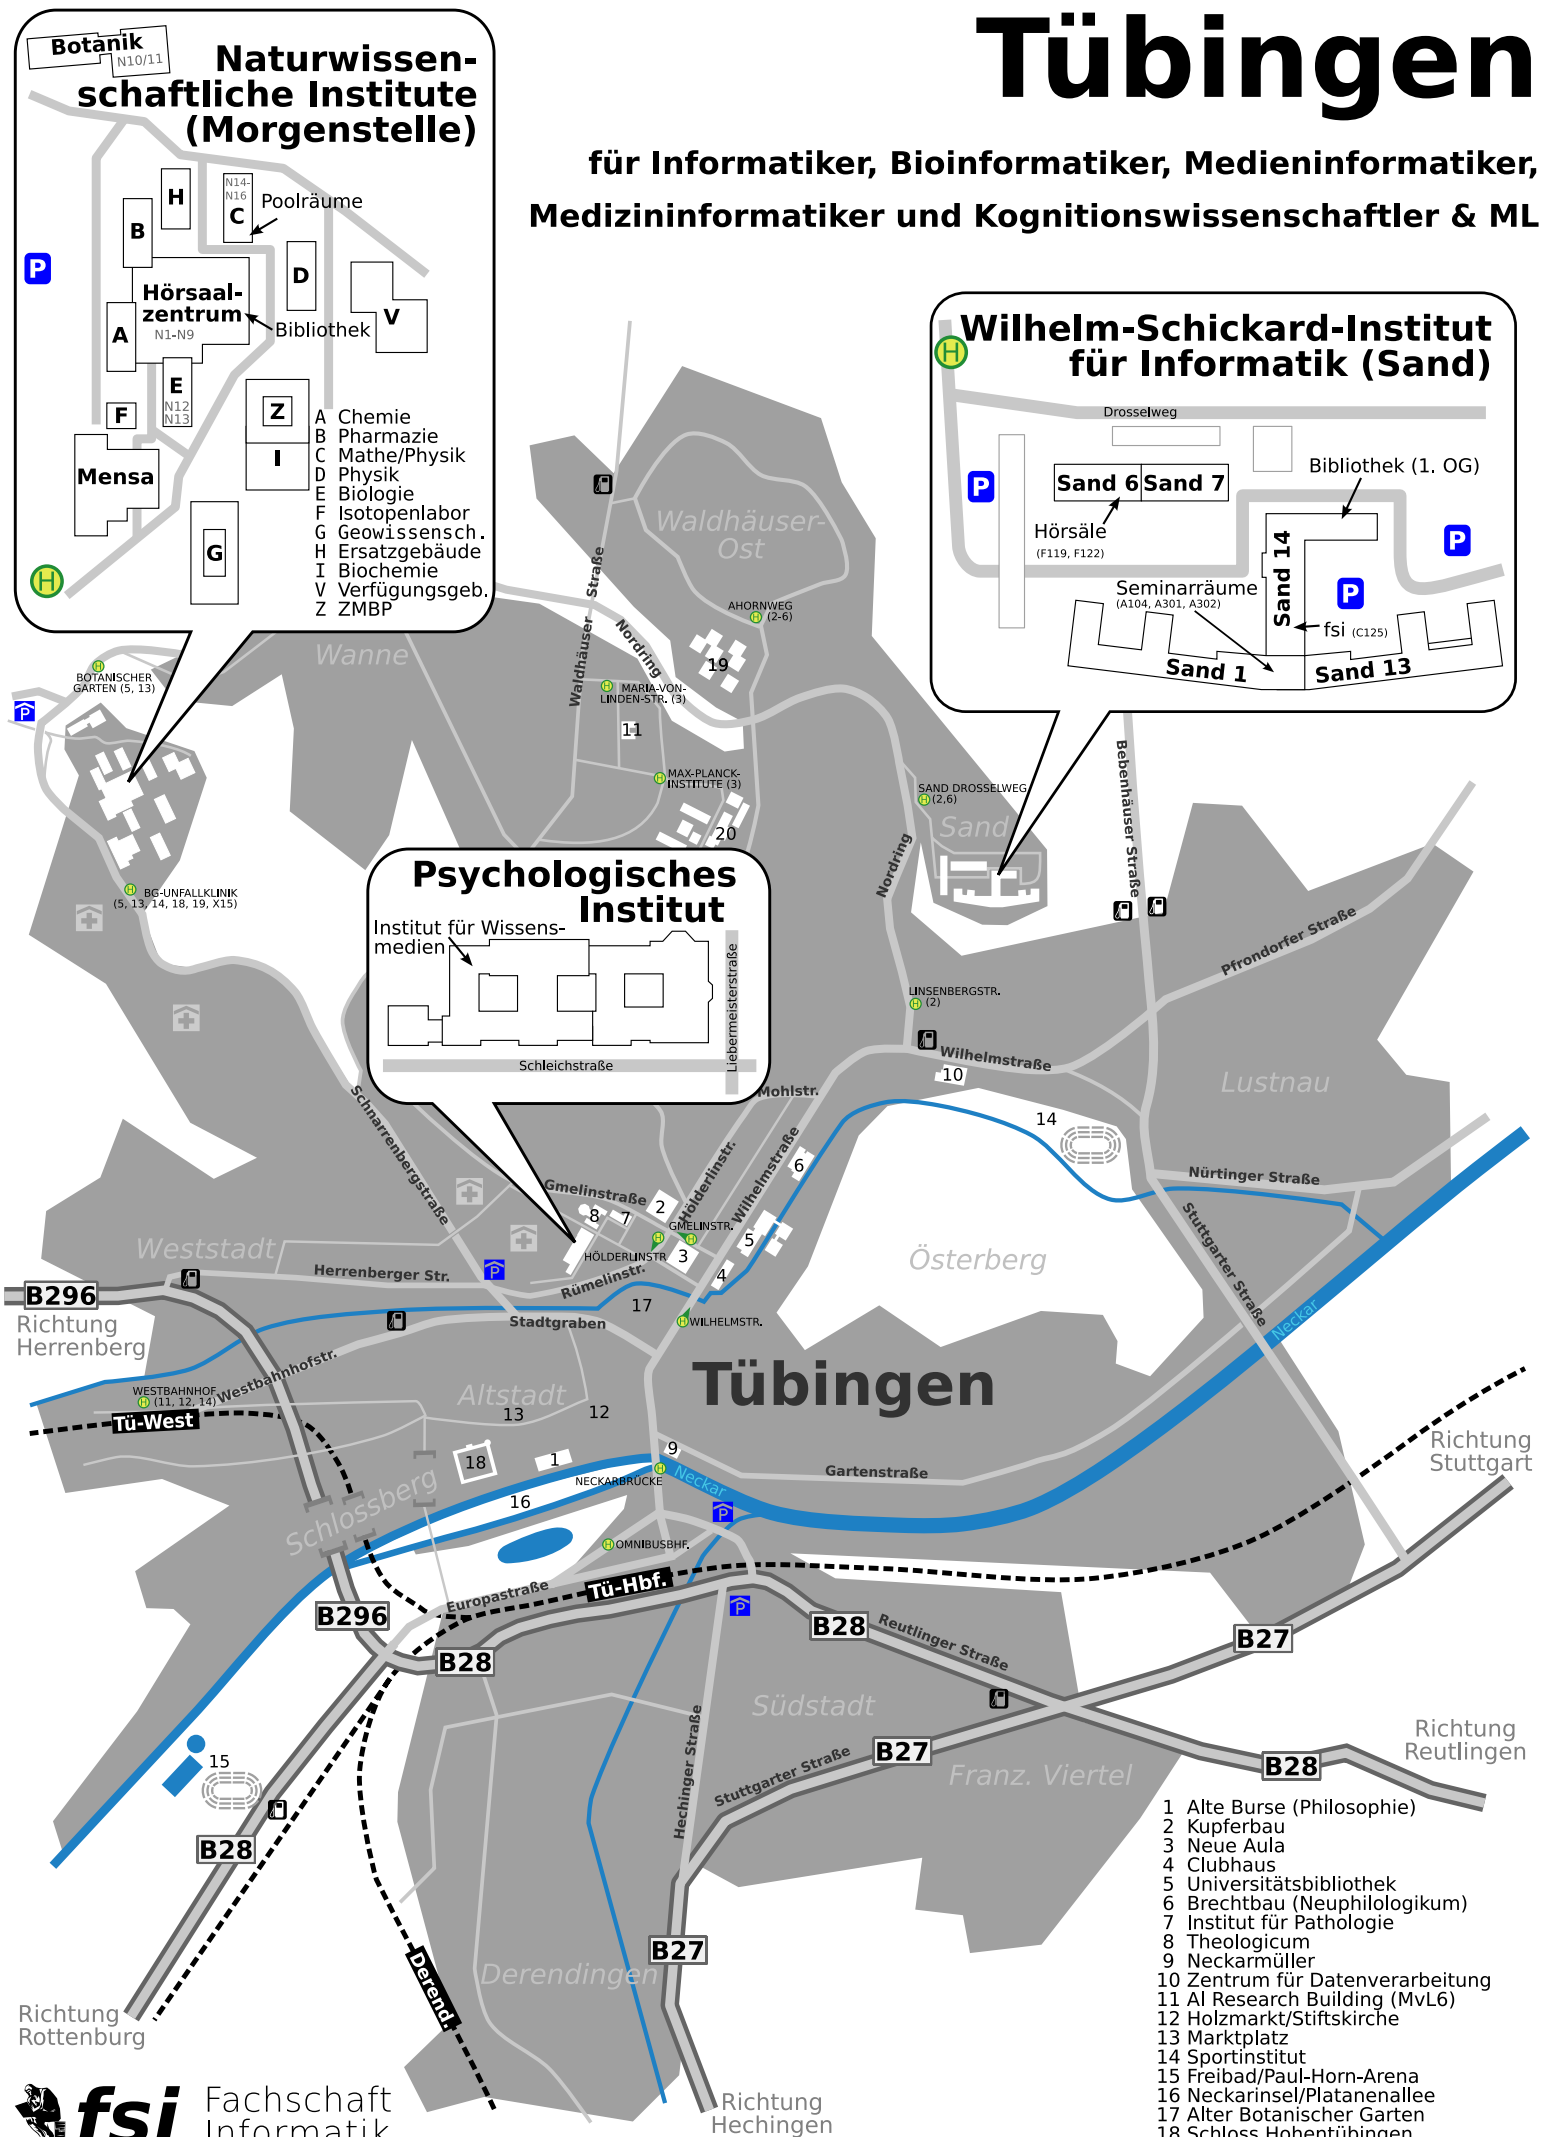 Tübingen
für Informatiker, Bioinformatiker, Medieninformatiker,
Medizininformatiker und Kognitionswissenschaftler & ML
Botanik
N10/11
Naturwissen-
schaftliche Institute
(Morgenstelle)
H
N14-
N16
C
Poolräume
B
P
D
Hörsaal-
zentrum
N1-N9
V
A
Bibliothek
E
N12
N13
F
Z
I
Mensa
G
H
A Chemie
B Pharmazie
C Mathe/Physik
D Physik
E Biologie
F Isotopenlabor
G Geowissensch.
H Ersatzgebäude
I Biochemie
V Verfügungsgeb.
Z ZMBP
Wilhelm-Schickard-Institut
für Informatik (Sand)
H
Drosselweg
Bibliothek (1. OG)
P
Sand 6
Sand 7
Hörsäle
(F119, F122)
P
Sand 14
Seminarräume
(A104, A301, A302)
P
fsi (C125)
Sand 1
Sand 13
Waldhäuser-
Ost
Waldhäuser Straße
Nordring
AHORNWEG
H (2-6)
19
Wanne
H
BOTANISCHER
GARTEN (5, 13)
P
H MARIA-VON-
LINDEN-STR. (3)
11
H MAX-PLANCK-
INSTITUTE (3)
20
SAND DROSSELWEG
H (2,6)
Sand
Nordring
Bebenhäuser Straße
H BG-UNFALLKLINIK
(5, 13, 14, 18, 19, X15)
Psychologisches
Institut
Institut für Wissens-
medien
Liebermeisterstraße
Schleichstraße
Pfrondorfer Straße
LINSENBERGSTR.
H (2)
Wilhelmstraße
10
Lustnau
Mohlstr.
14
Schnarrenbergstraße
Hölderlinstr.
Wilhelmstraße
6
Nürtinger Straße
Gmelinstraße
2
8
7
GMELINSTR.
H
H
HÖLDERLINSTR
3
5
4
Stuttgarter Straße
Weststadt
Österberg
Herrenberger Str.
P
Rümelinstr.
B296
Richtung
Herrenberg
17
Stadtgraben
H WILHELMSTR.
Neckar
Westbahnhofstr.
Tübingen
WESTBAHNHOF
H (11, 12, 14)
Tü-West
Altstadt
13
12
18
1
9
NECKARBRÜCKE
H
Neckar
Gartenstraße
Richtung
Stuttgart
Schlossberg
16
P
H OMNIBUSBHF.
Tü-Hbf.
Europastraße
P
B296
B28
B28
Reutlinger Straße
B27
Südstadt
Hechinger Straße
Stuttgarter Straße
B27
Richtung
Reutlingen
B28
Franz. Viertel
15
B28
B27
Derendingen
Derend.
Richtung
Rottenburg
Richtung
Hechingen
1 Alte Burse (Philosophie)
2 Kupferbau
3 Neue Aula
4 Clubhaus
5 Universitätsbibliothek
6 Brechtbau (Neuphilologikum)
7 Institut für Pathologie
8 Theologicum
9 Neckarmüller
10 Zentrum für Datenverarbeitung
11 AI Research Building (MvL6)
12 Holzmarkt/Stiftskirche
13 Marktplatz
14 Sportinstitut
15 Freibad/Paul-Horn-Arena
16 Neckarinsel/Platanenallee
17 Alter Botanischer Garten
18 Schloss Hohentübingen
fsi
Fachschaft
Informatik